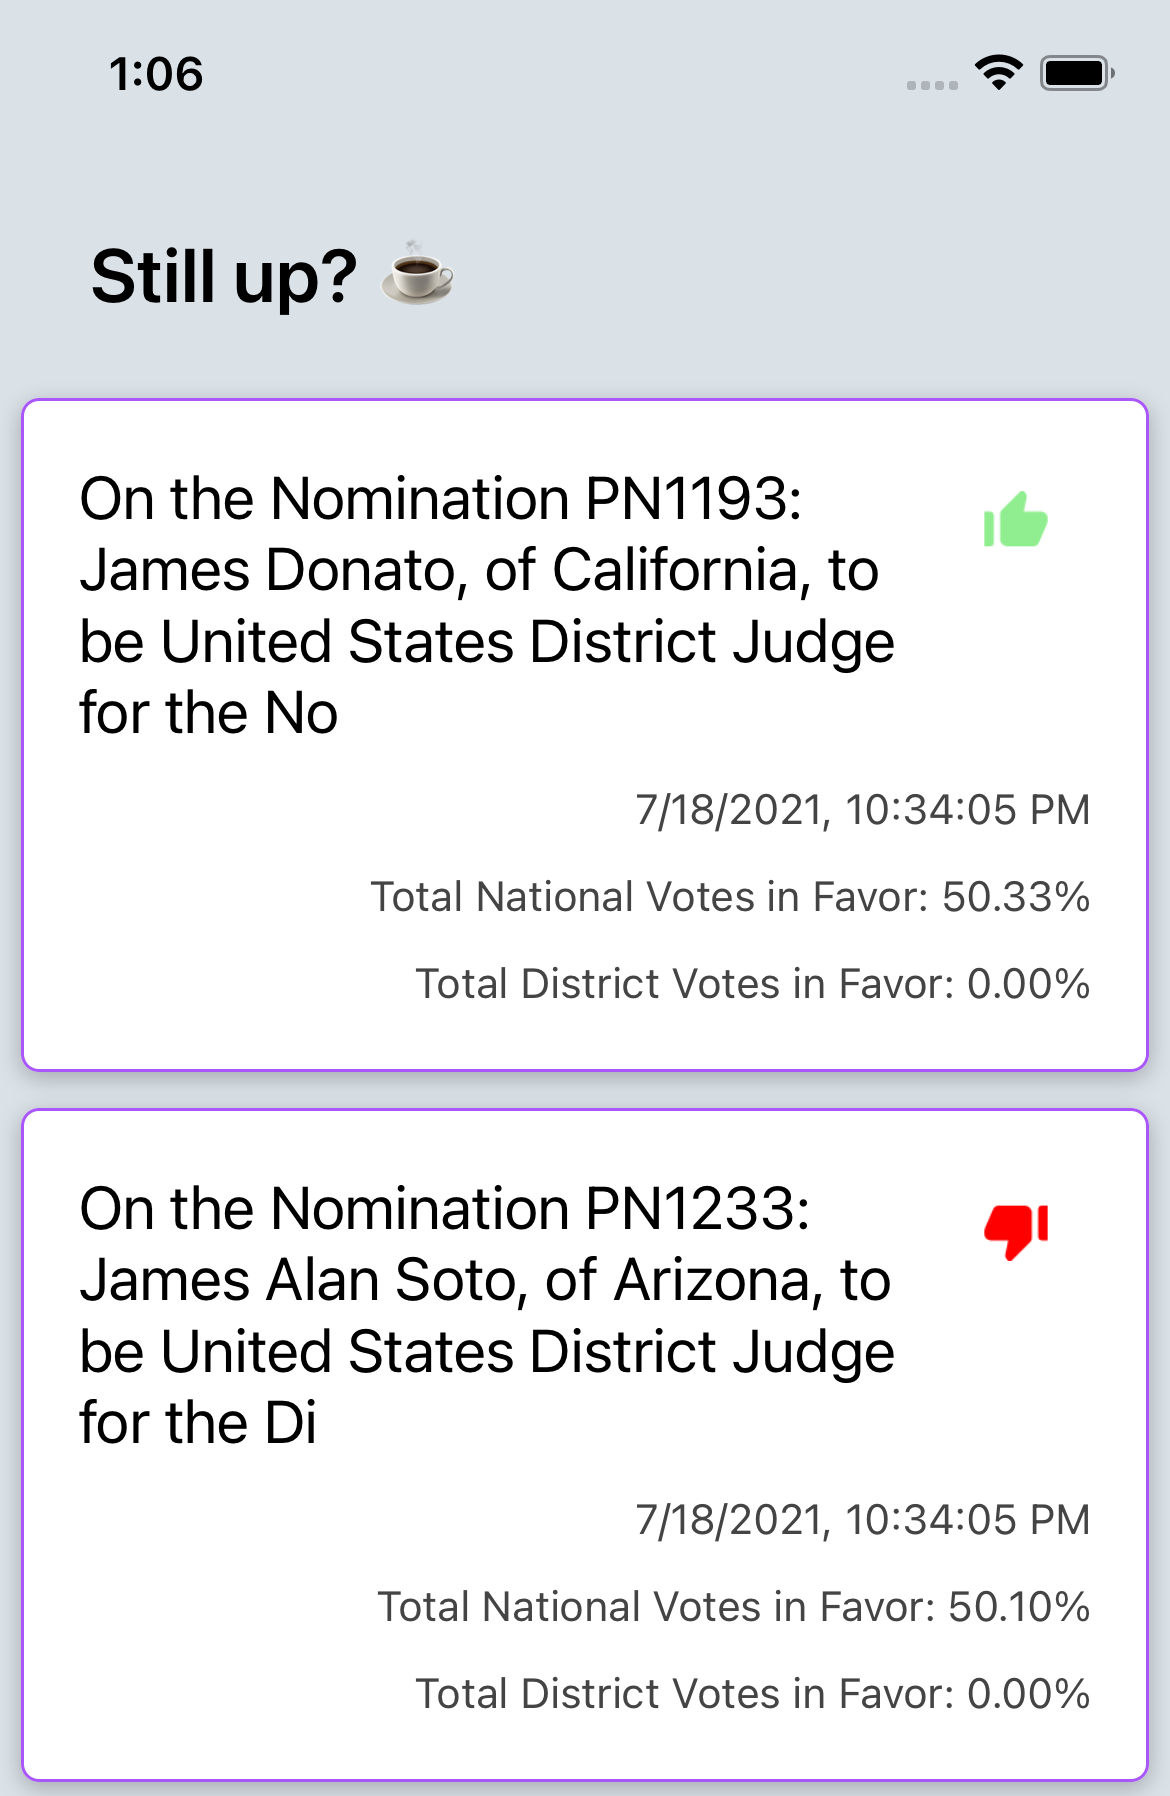 1:06
Still up? ☕
On the Nomination PN1193:
James Donato, of California, to
be United States District Judge
for the No
7/18/2021, 10:34:05 PM
Total National Votes in Favor: 50.33%
Total District Votes in Favor: 0.00%
On the Nomination PN1233:
James Alan Soto, of Arizona, to
be United States District Judge
for the Di
7/18/2021, 10:34:05 PM
Total National Votes in Favor: 50.10%
Total District Votes in Favor: 0.00%